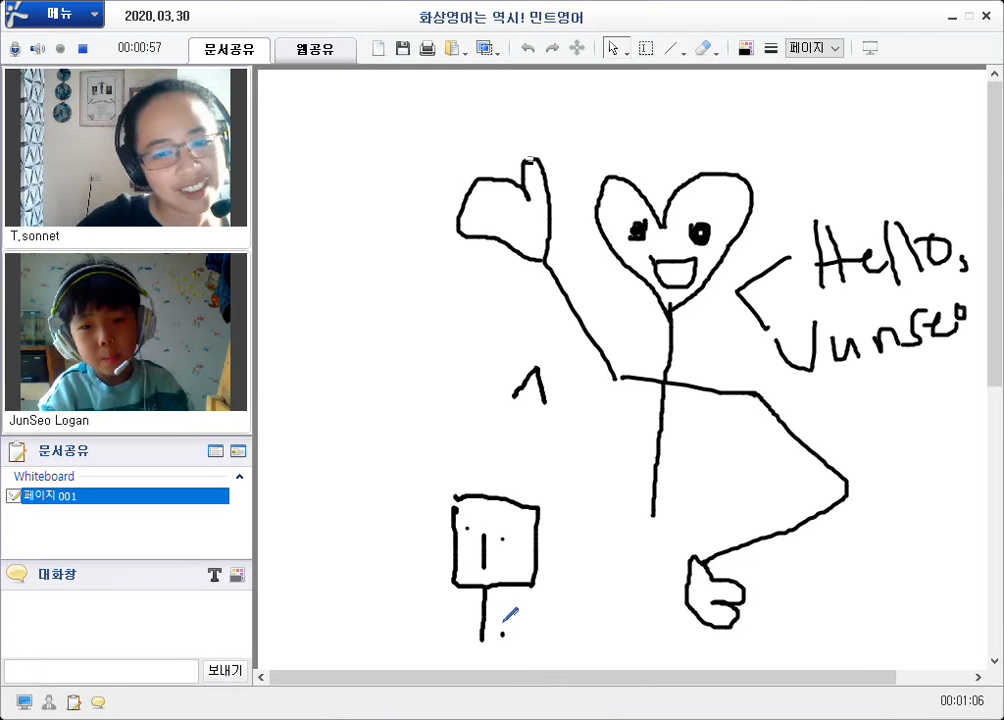 메뉴
2020,03,30
화상영어는 역시! 민트영어
00:00:57
문서공유
웹공유
페이지
T.sonnet
JunSeo Logan
Hello,
Junseo
문서공유
Whiteboard
페이지 001
대화창
T
보내기
00:01:06